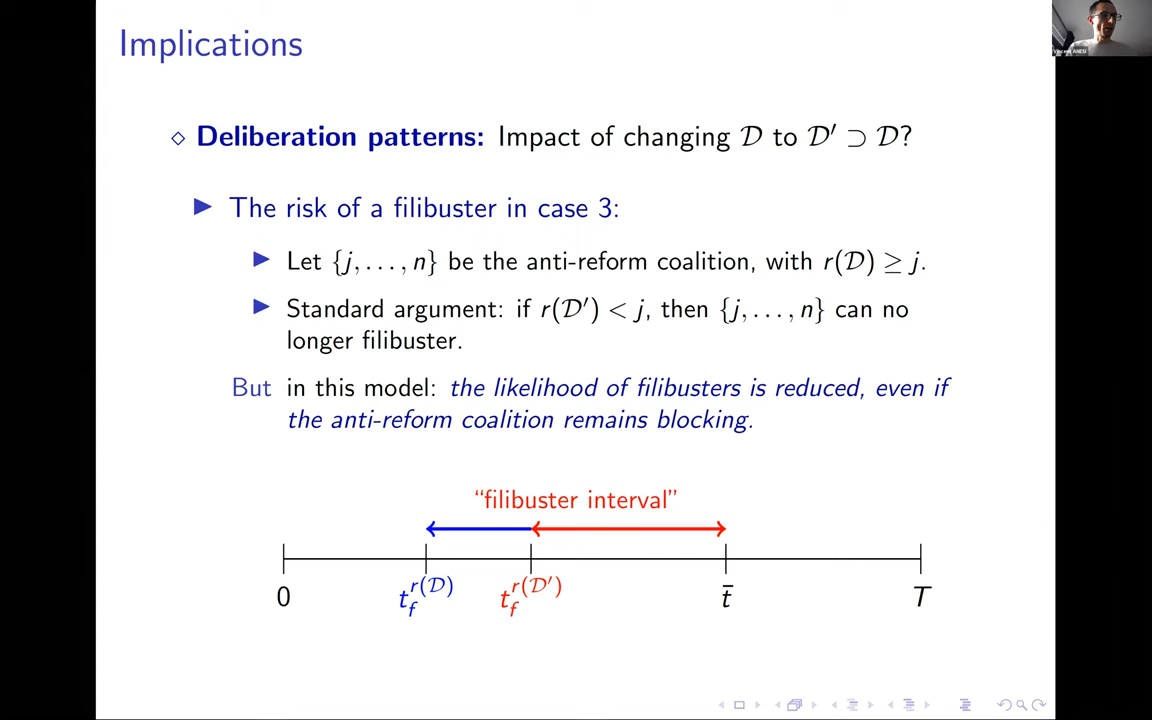 Implications
Vincent ANESI
⋄ Deliberation patterns: Impact of changing 𝒟 to 𝒟′ ⊃ 𝒟?
▶ The risk of a filibuster in case 3:
▶ Let {j, . . . , n} be the anti-reform coalition, with r(𝒟) ≥ j.
▶ Standard argument: if r(𝒟′) < j, then {j, . . . , n} can no
longer filibuster.
But in this model: the likelihood of filibusters is reduced, even if
the anti-reform coalition remains blocking.
“filibuster interval”
0 t_f^{r(𝒟)} t_f^{r(𝒟′)} t̄ T